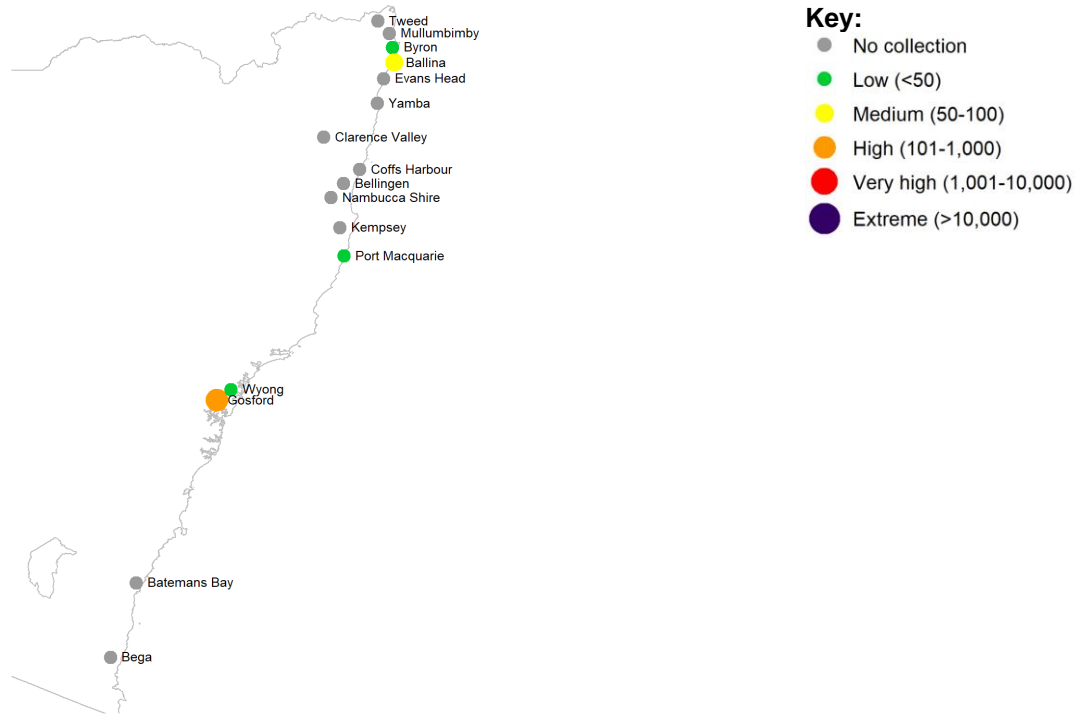 Tweed
Mullumbimby
Byron
Ballina
Evans Head
Yamba
Clarence Valley
Coffs Harbour
Bellingen
Nambucca Shire
Kempsey
Port Macquarie
Wyong
Gosford
Batemans Bay
Bega
Key:
No collection
Low (<50)
Medium (50-100)
High (101-1,000)
Very high (1,001-10,000)
Extreme (>10,000)